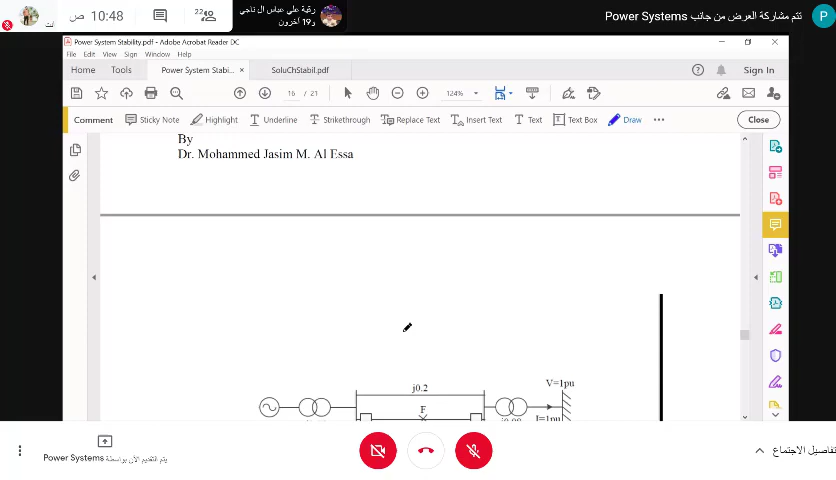 تتم مشاركة العرض من جانب Power Systems
P
رقية علي عباس ال ناجي
و19 آخرون
22
10:48 ص
أنت
Power System Stability.pdf - Adobe Acrobat Reader DC
File Edit View Sign Window Help
Home Tools Power System Stabi... × SoluChStabil.pdf Sign In
16 / 21 124%
Comment Sticky Note Highlight Underline Strikethrough Replace Text Insert Text Text Text Box Draw ••• Close
By
Dr. Mohammed Jasim M. Al Essa
V=1pu
j0.2
F
I=1pu
يتم التقديم الآن بواسطة Power Systems
تفاصيل الاجتماع